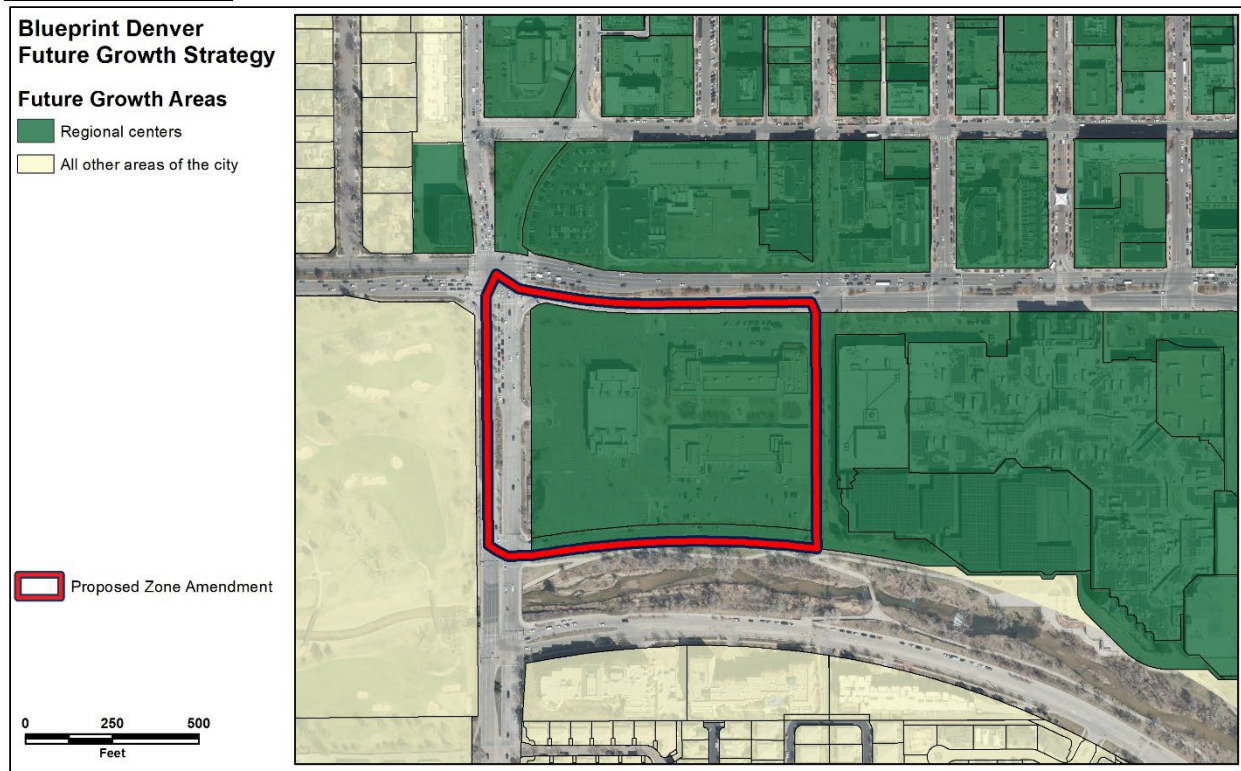 Blueprint Denver
Future Growth Strategy
Future Growth Areas
Regional centers
All other areas of the city
Proposed Zone Amendment
0 250 500
Feet